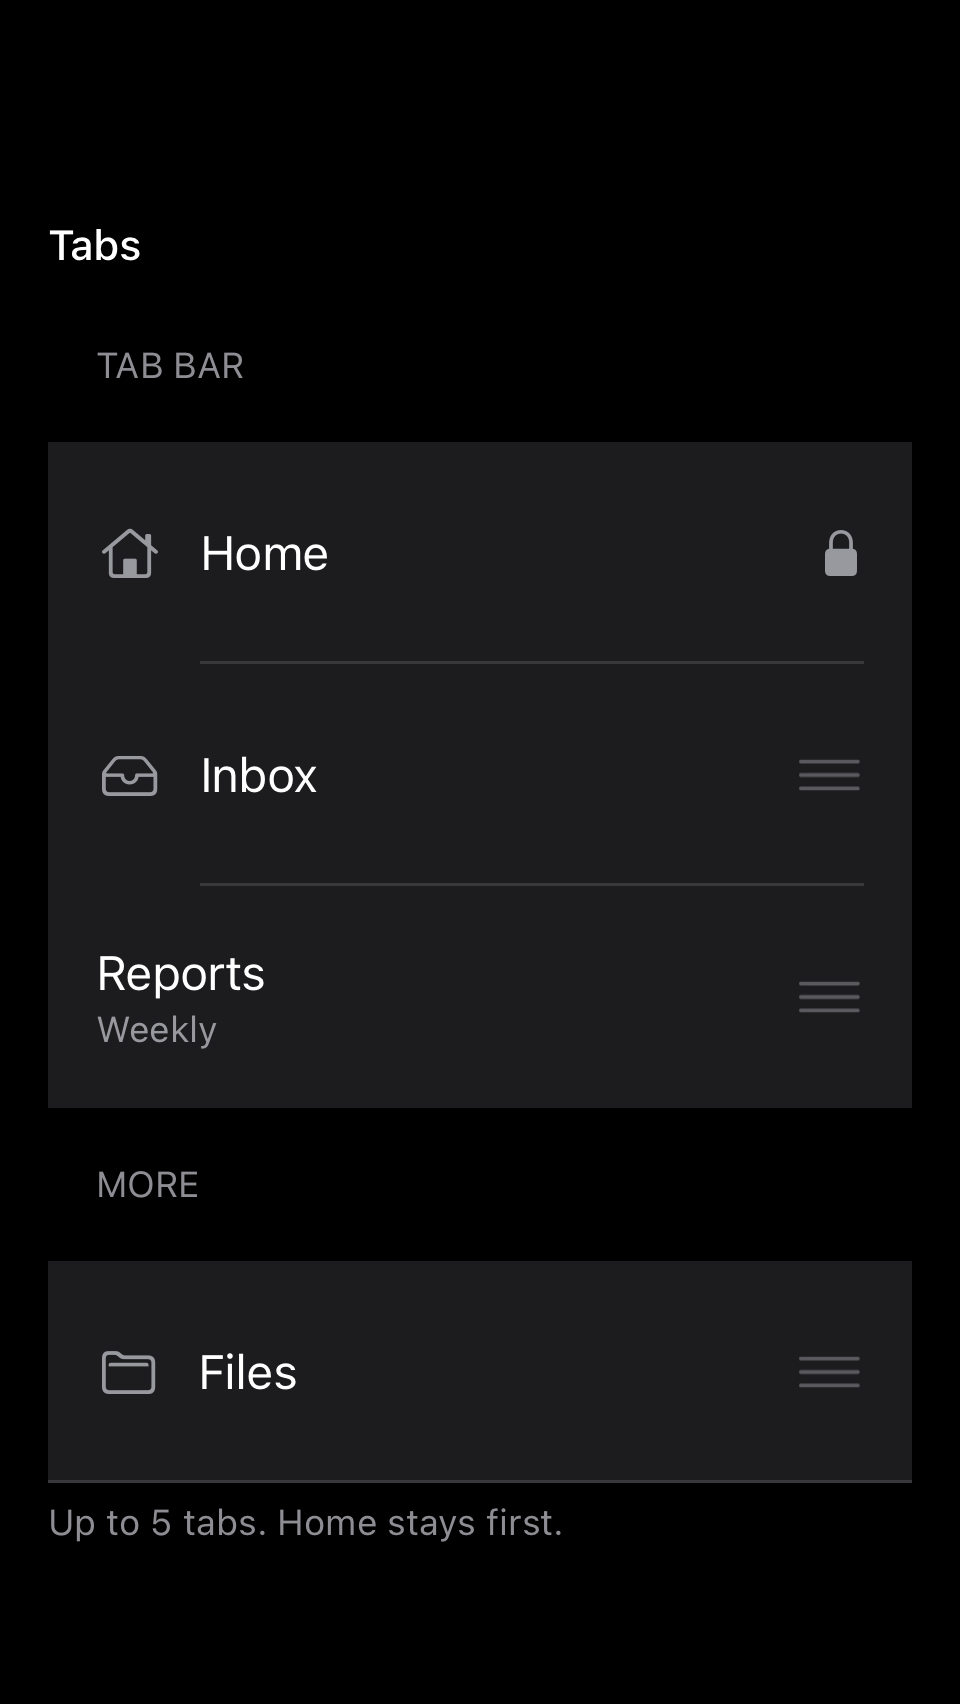 Tabs
TAB BAR
Home
Inbox
Reports
Weekly
MORE
Files
Up to 5 tabs. Home stays first.